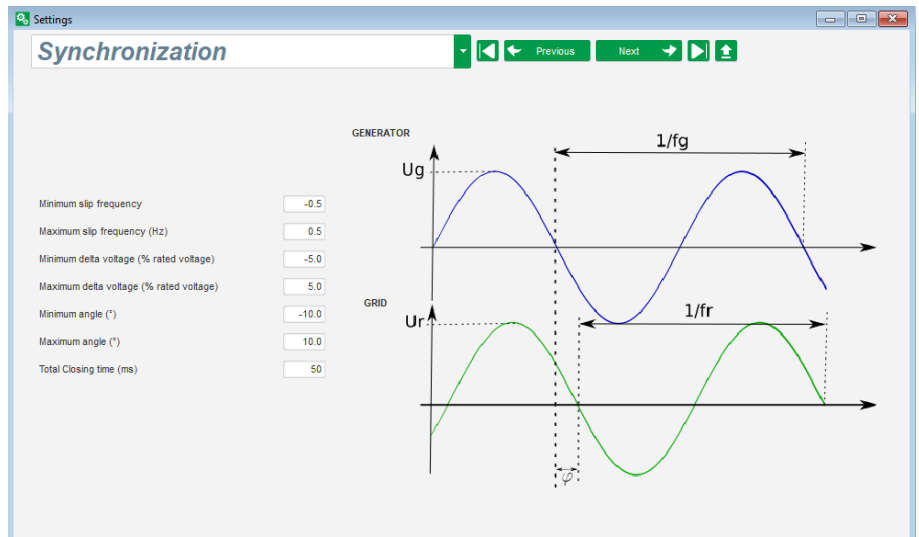 Settings
Synchronization
Previous
Next
GENERATOR
1/fg
Ug
Minimum slip frequency -0.5
Maximum slip frequency (Hz) 0.5
Minimum delta voltage (% rated voltage) -5.0
Maximum delta voltage (% rated voltage) 5.0
GRID
Minimum angle (°) -10.0
1/fr
Ur
Maximum angle (°) 10.0
Total Closing time (ms) 50
φ